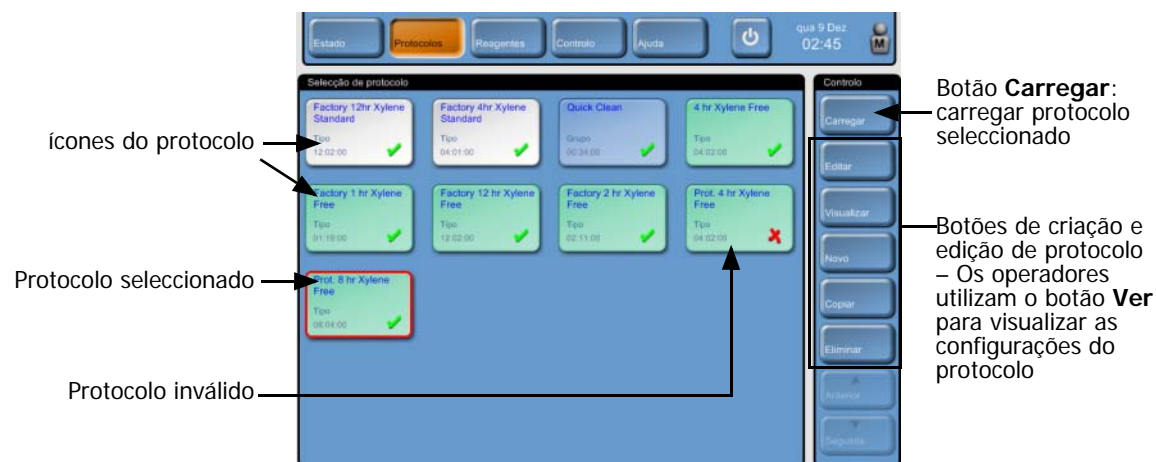 Estado
Protocolos
Reagentes
Controlo
Ajuda
qua 9 Dez
02:45
M
Selecção de protocolo
Controlo
Factory 12hr Xylene
Standard
Tipo
12:02:00
Factory 4hr Xylene
Standard
Tipo
04:01:00
Quick Clean
Grupo
00:34:00
4 hr Xylene Free
Tipo
04:02:00
Factory 1 hr Xylene
Free
Tipo
01:19:00
Factory 12 hr Xylene
Free
Tipo
12:02:00
Factory 2 hr Xylene
Free
Tipo
02:11:00
Prot. 4 hr Xylene
Free
Tipo
04:02:00
Prot. 8 hr Xylene
Free
Tipo
08:04:00
Carregar
Editar
Visualizar
Novo
Copiar
Eliminar
Anterior
Seguinte
ícones do protocolo
Protocolo seleccionado
Protocolo inválido
Botão Carregar:
carregar protocolo
seleccionado
Botões de criação e
edição de protocolo
– Os operadores
utilizam o botão Ver
para visualizar as
configurações do
protocolo